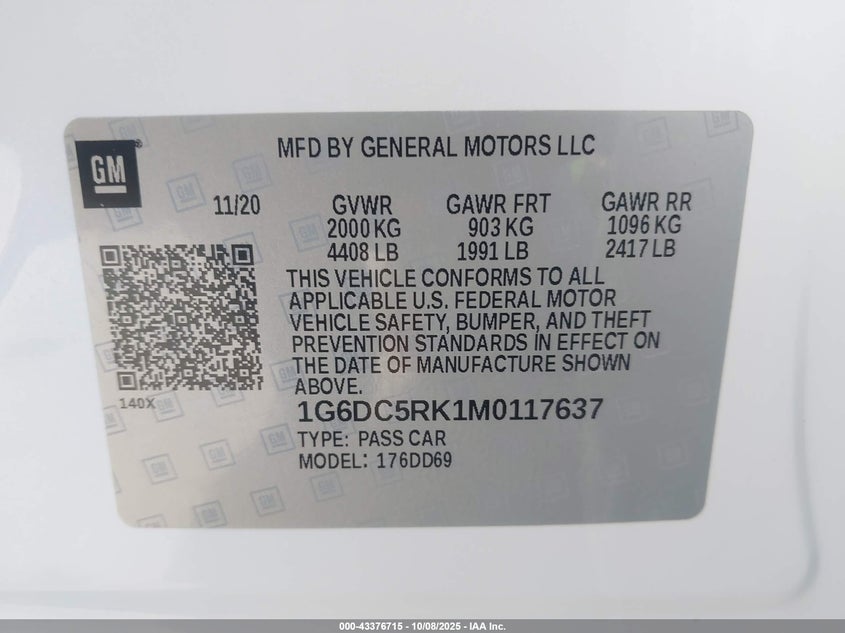 GM
MFD BY GENERAL MOTORS LLC
11/20 GVWR GAWR FRT GAWR RR
2000 KG 903 KG 1096 KG
4408 LB 1991 LB 2417 LB
THIS VEHICLE CONFORMS TO ALL
APPLICABLE U.S. FEDERAL MOTOR
VEHICLE SAFETY, BUMPER, AND THEFT
PREVENTION STANDARDS IN EFFECT ON
THE DATE OF MANUFACTURE SHOWN
ABOVE.
140X
1G6DC5RK1M0117637
TYPE: PASS CAR
MODEL: 176DD69
000-43376715 - 10/08/2025 - IAA Inc.